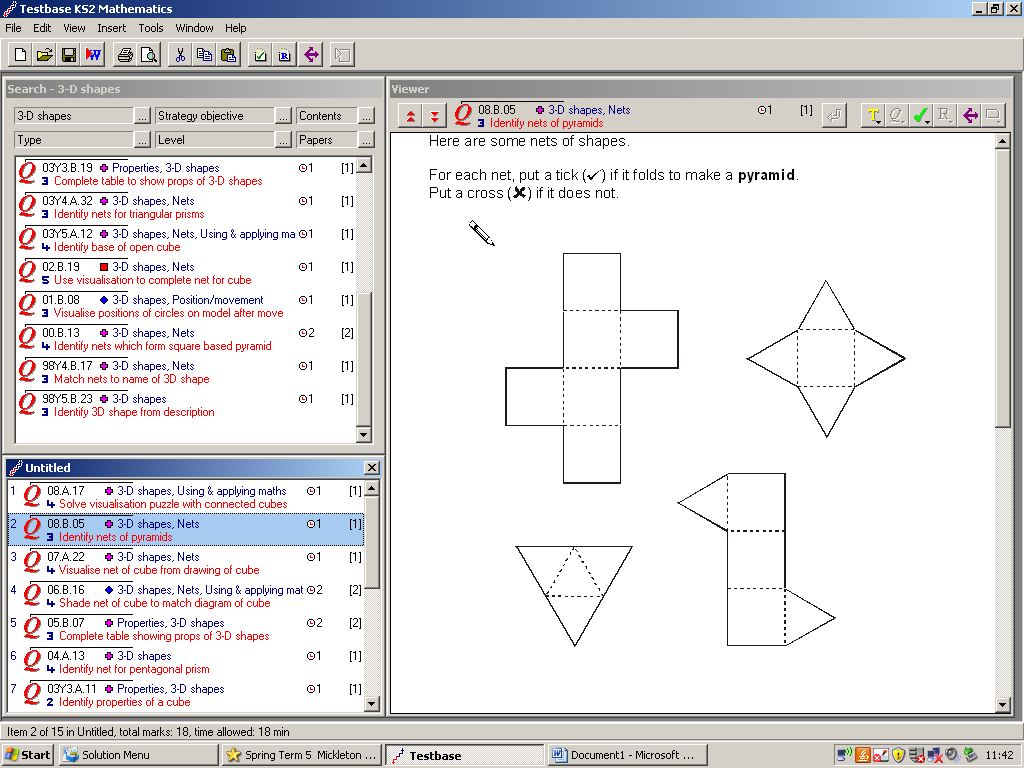 Testbase KS2 Mathematics
File Edit View Insert Tools Window Help
Search - 3-D shapes
3-D shapes ... Strategy objective ... Contents ...
Type ... Level ... Papers ...
03Y3.B.19 Properties, 3-D shapes 1 [1]
3 Complete table to show props of 3-D shapes
03Y4.A.32 3-D shapes, Nets 1 [1]
3 Identify nets for triangular prisms
03Y5.A.12 3-D shapes, Nets, Using & applying ma 1 [1]
4 Identify base of open cube
02.B.19 3-D shapes, Nets 1 [1]
5 Use visualisation to complete net for cube
01.B.08 3-D shapes, Position/movement 1 [1]
3 Visualise positions of circles on model after move
00.B.13 3-D shapes, Nets 2 [2]
4 Identify nets which form square based pyramid
98Y4.B.17 3-D shapes, Nets 1 [1]
3 Match nets to name of 3D shape
98Y5.B.23 3-D shapes 1 [1]
3 Identify 3D shape from description
Untitled
1 Q 08.A.17 3-D shapes, Using & applying maths 1 [1]
4 Solve visualisation puzzle with connected cubes
2 Q 08.B.05 3-D shapes, Nets 1 [1]
3 Identify nets of pyramids
3 Q 07.A.22 3-D shapes, Nets 1 [1]
4 Visualise net of cube from drawing of cube
4 Q 06.B.16 3-D shapes, Nets, Using & applying mat 2 [2]
4 Shade net of cube to match diagram of cube
5 Q 05.B.07 Properties, 3-D shapes 2 [2]
3 Complete table showing props of 3-D shapes
6 Q 04.A.13 3-D shapes 1 [1]
4 Identify net for pentagonal prism
7 Q 03Y3.A.11 Properties, 3-D shapes 1 [1]
2 Identify properties of a cube
Viewer
Q 08.B.05 3-D shapes, Nets 1 [1]
3 Identify nets of pyramids
Here are some nets of shapes.
For each net, put a tick (✓) if it folds to make a pyramid.
Put a cross (✖) if it does not.
Item 2 of 15 in Untitled, total marks: 18, time allowed: 18 min
Start Solution Menu Spring Term 5 Mickleton ... Testbase Document1 - Microsoft ... 11:42